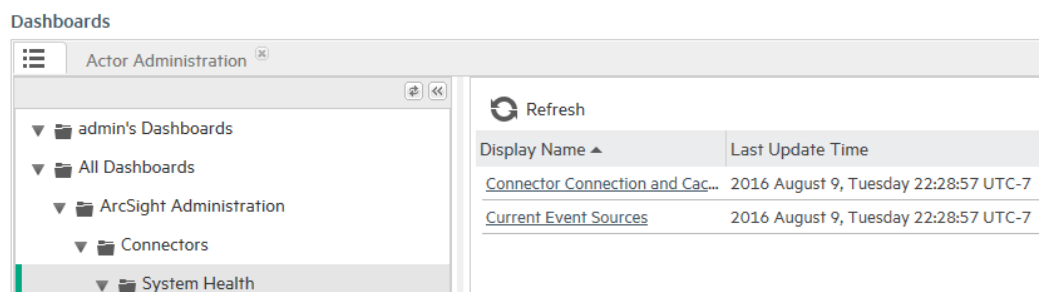 Dashboards
Actor Administration
Refresh
admin's Dashboards
Display Name Last Update Time
All Dashboards
Connector Connection and Cac... 2016 August 9, Tuesday 22:28:57 UTC-7
ArcSight Administration
Current Event Sources 2016 August 9, Tuesday 22:28:57 UTC-7
Connectors
System Health